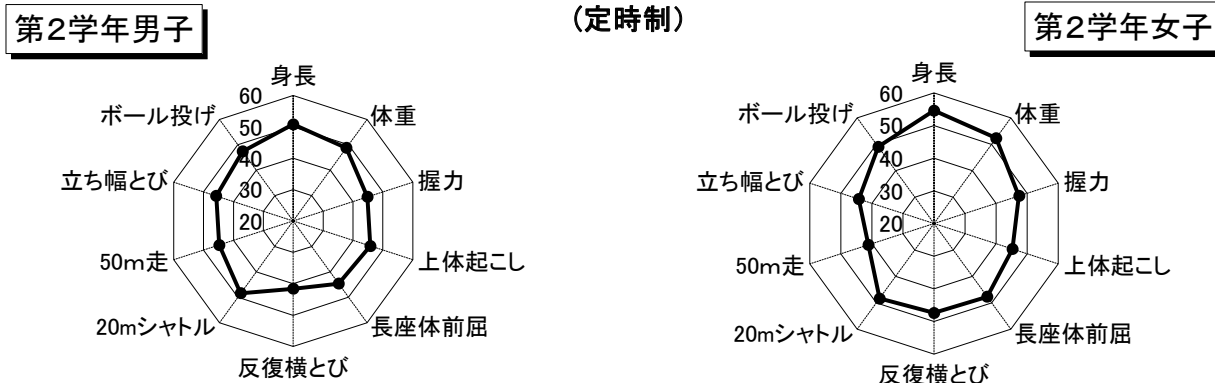 (定時制)
第2学年男子
身長
体重
握力
上体起こし
長座体前屈
反復横とび
20mシャトル
50m走
立ち幅とび
ボール投げ
60
50
40
30
20
第2学年女子
身長
体重
握力
上体起こし
長座体前屈
反復横とび
20mシャトル
50m走
立ち幅とび
ボール投げ
60
50
40
30
20